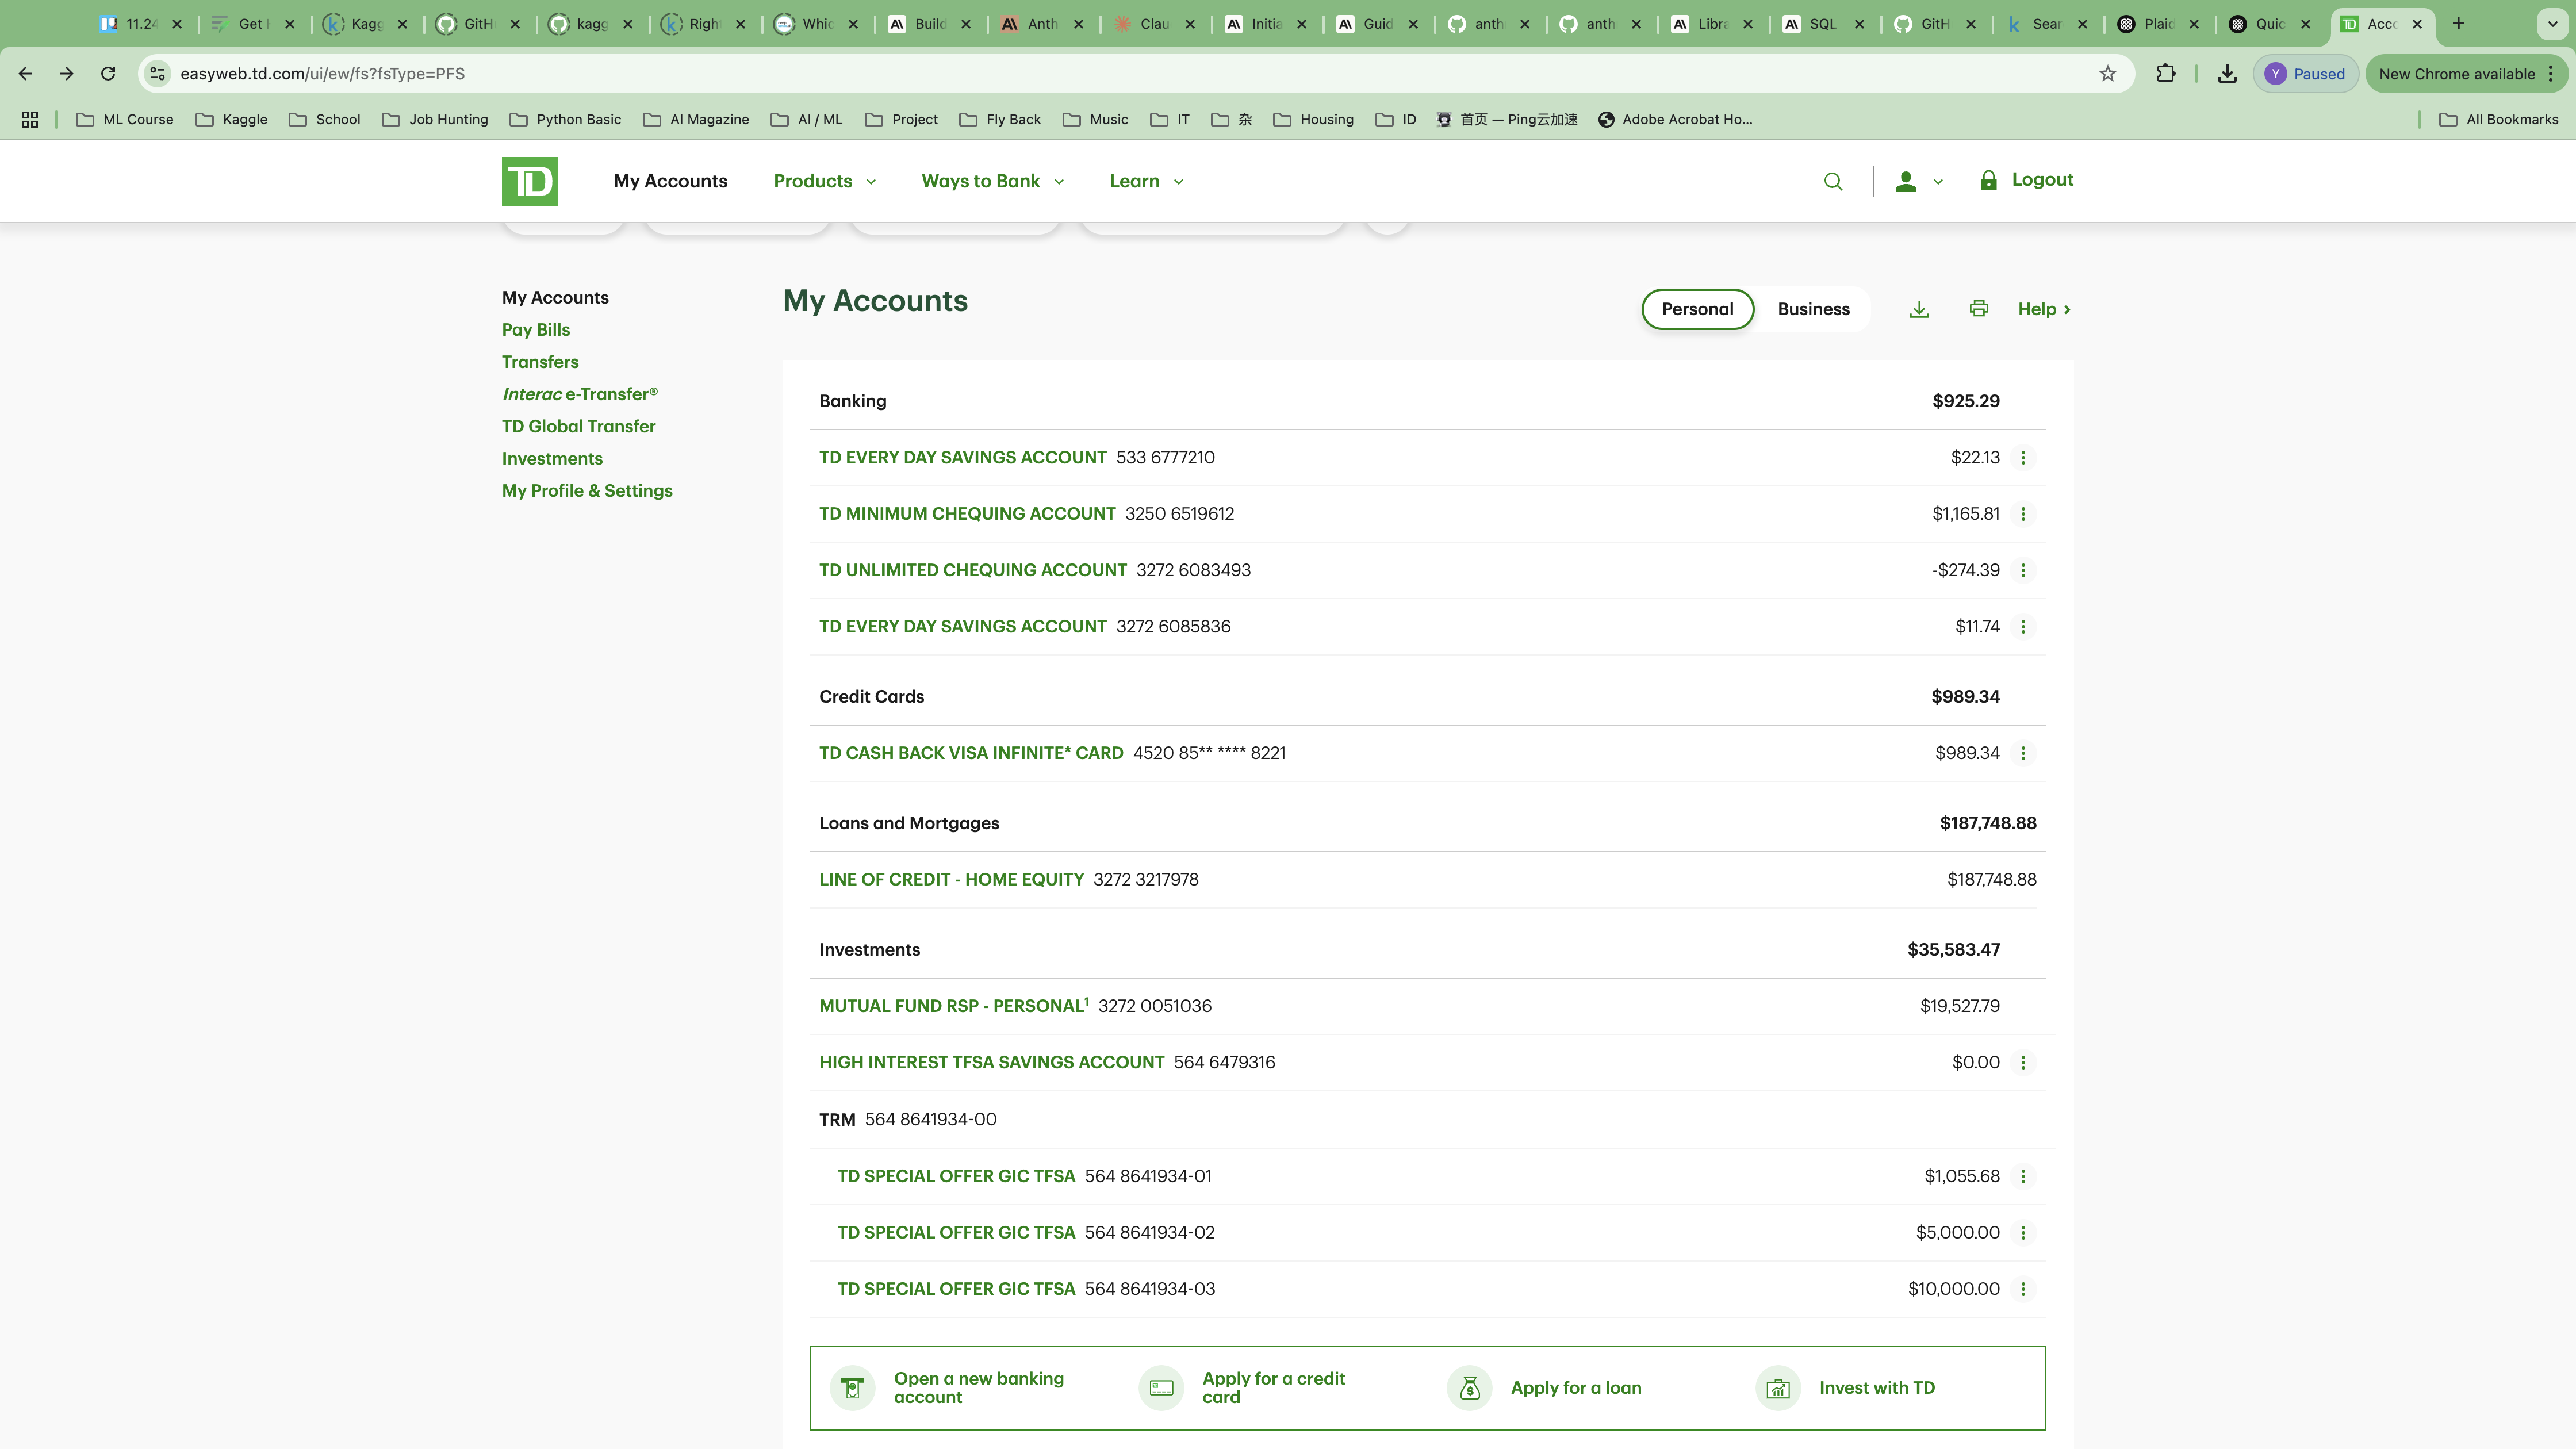 11.24
Get
Kagg
GitH
kagg
Righ
Whic
Build
Anth
Clau
Initia
Guid
anth
anth
Libra
SQL
GitH
Sear
Plaid
Quic
TD Acco
easyweb.td.com/ui/ew/fs?fsType=PFS
Y Paused
New Chrome available
ML Course
Kaggle
School
Job Hunting
Python Basic
AI Magazine
AI / ML
Project
Fly Back
Music
IT
杂
Housing
ID
首页 — Ping云加速
Adobe Acrobat Ho...
All Bookmarks
TD
My Accounts
Products
Ways to Bank
Learn
Logout
My Accounts
Pay Bills
Transfers
Interac e-Transfer®
TD Global Transfer
Investments
My Profile & Settings
My Accounts
Personal
Business
Help
Banking $925.29
TD EVERY DAY SAVINGS ACCOUNT 533 6777210 $22.13
TD MINIMUM CHEQUING ACCOUNT 3250 6519612 $1,165.81
TD UNLIMITED CHEQUING ACCOUNT 3272 6083493 -$274.39
TD EVERY DAY SAVINGS ACCOUNT 3272 6085836 $11.74
Credit Cards $989.34
TD CASH BACK VISA INFINITE* CARD 4520 85** **** 8221 $989.34
Loans and Mortgages $187,748.88
LINE OF CREDIT - HOME EQUITY 3272 3217978 $187,748.88
Investments $35,583.47
MUTUAL FUND RSP - PERSONAL¹ 3272 0051036 $19,527.79
HIGH INTEREST TFSA SAVINGS ACCOUNT 564 6479316 $0.00
TRM 564 8641934-00
TD SPECIAL OFFER GIC TFSA 564 8641934-01 $1,055.68
TD SPECIAL OFFER GIC TFSA 564 8641934-02 $5,000.00
TD SPECIAL OFFER GIC TFSA 564 8641934-03 $10,000.00
Open a new banking
account
Apply for a credit
card
Apply for a loan
Invest with TD